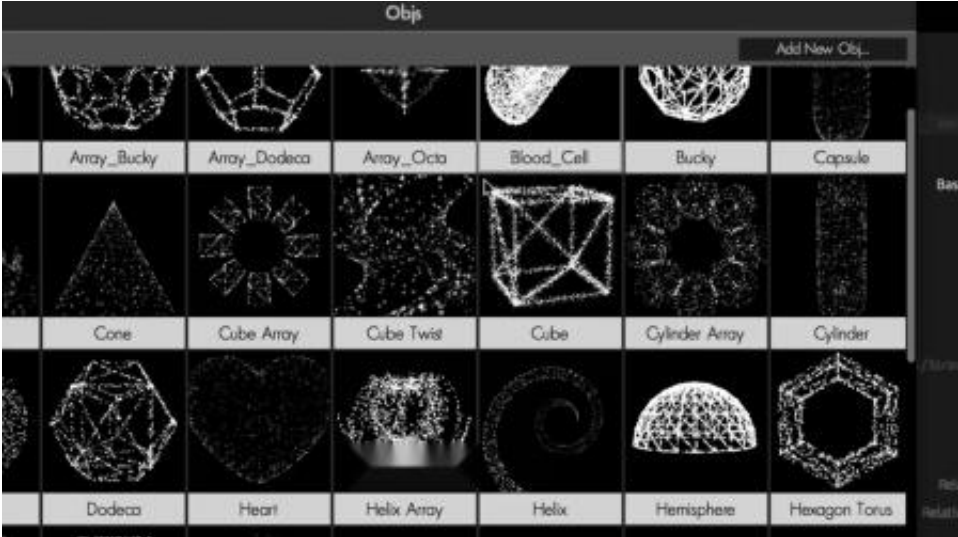 Objs
Add New Obj...
Array_Bucky Array_Dodeca Array_Octa Blood_Cell Bucky Capsule
Bas
Cone Cube Array Cube Twist Cube Cylinder Array Cylinder
Dodeca Heart Helix Array Helix Hemisphere Hexagon Torus